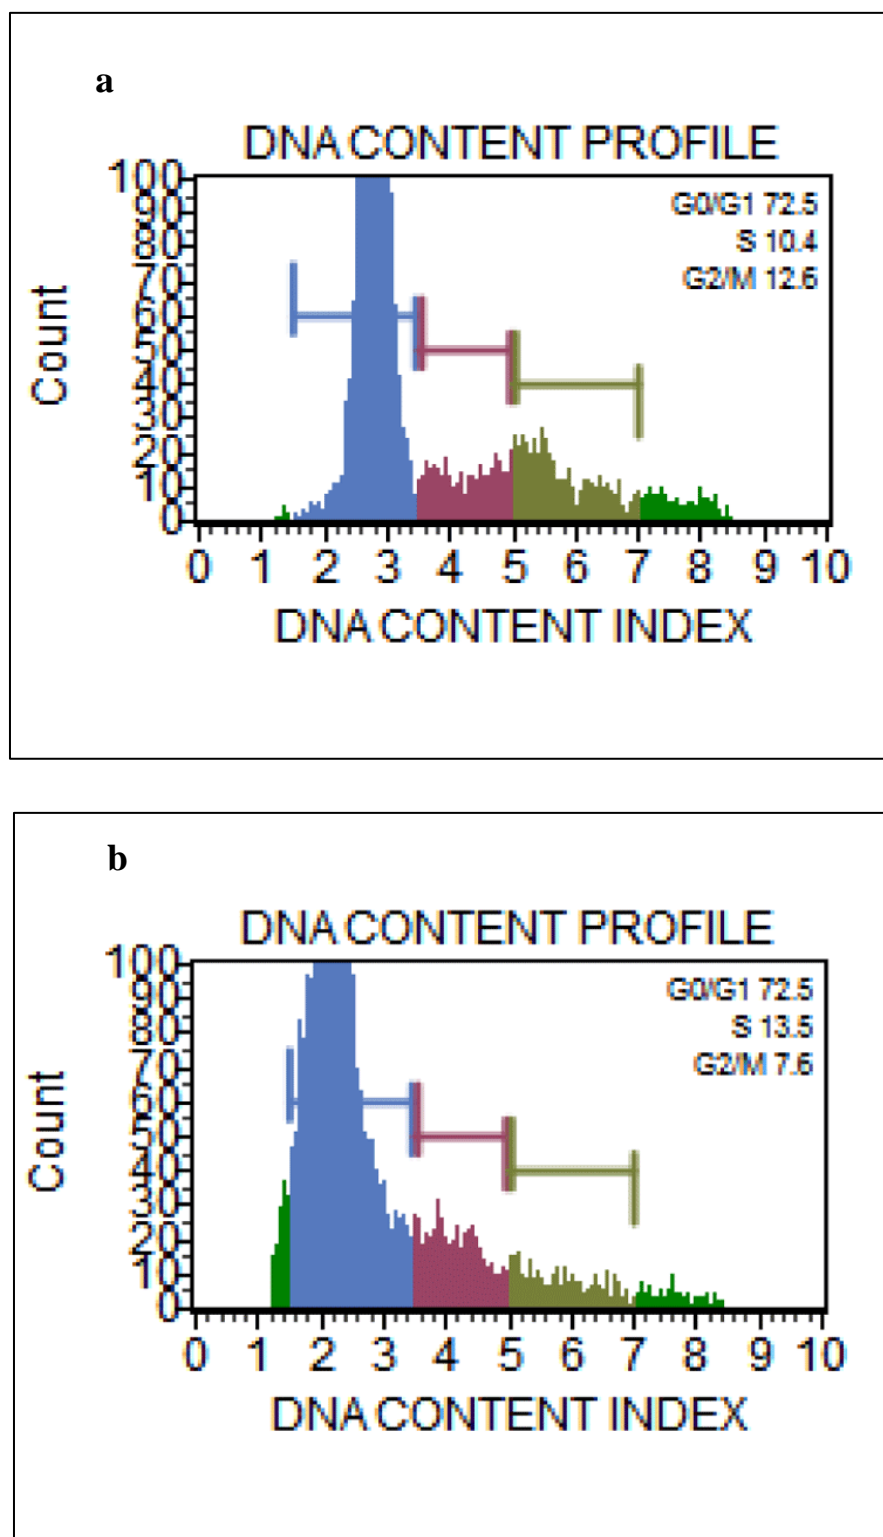 a
DNA CONTENT PROFILE
G0/G1 72.5
S 10.4
G2/M 12.6
Count
100
90
80
70
60
50
40
30
20
10
0
0 1 2 3 4 5 6 7 8 9 10
DNA CONTENT INDEX
b
DNA CONTENT PROFILE
G0/G1 72.5
S 13.5
G2/M 7.6
Count
100
90
80
70
60
50
40
30
20
10
0
0 1 2 3 4 5 6 7 8 9 10
DNA CONTENT INDEX